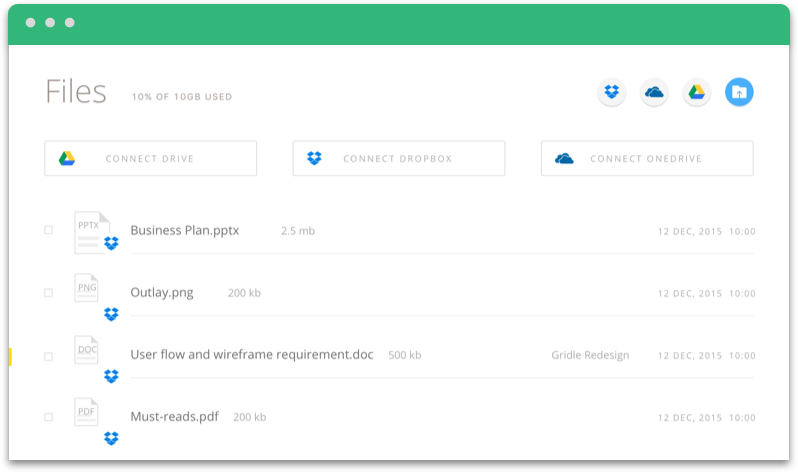 Files 10% OF 10GB USED
CONNECT DRIVE CONNECT DROPBOX CONNECT ONEDRIVE
PPTX Business Plan.pptx 2.5 mb 12 DEC, 2015 10:00
PNG Outlay.png 200 kb 12 DEC, 2015 10:00
DOC User flow and wireframe requirement.doc 500 kb Gridle Redesign 12 DEC, 2015 10:00
PDF Must-reads.pdf 200 kb 12 DEC, 2015 10:00